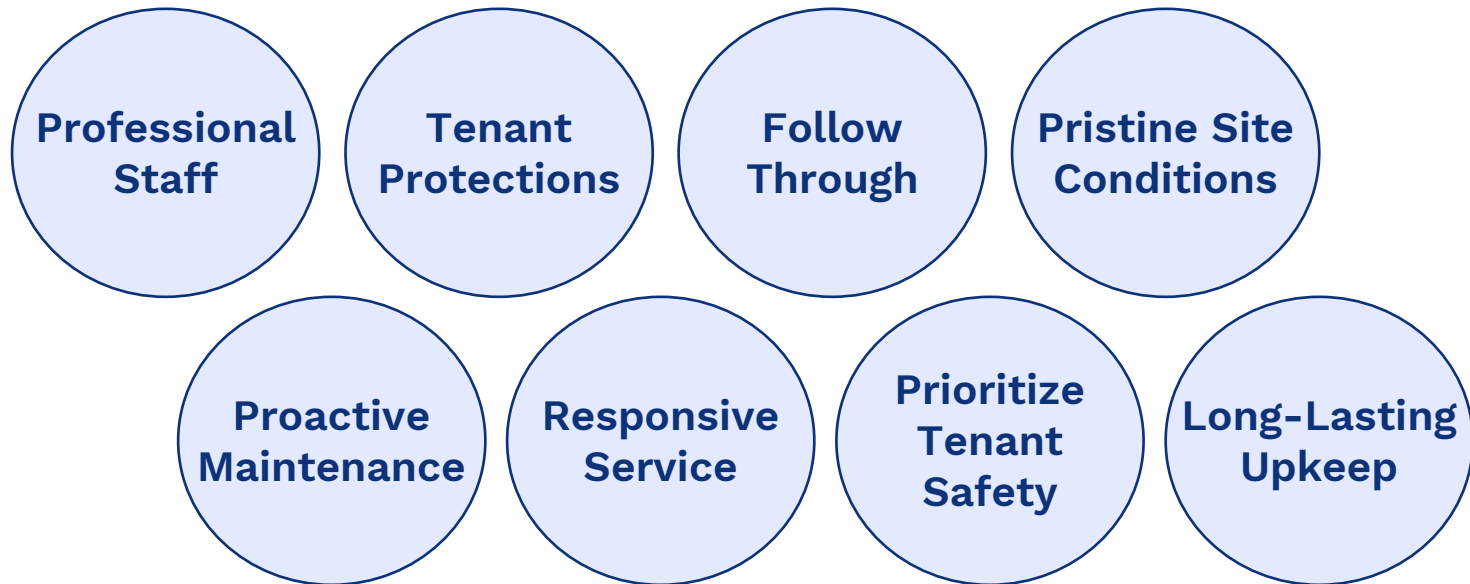 Professional
Staff
Tenant
Protections
Follow
Through
Pristine Site
Conditions
Proactive
Maintenance
Responsive
Service
Prioritize
Tenant
Safety
Long-Lasting
Upkeep